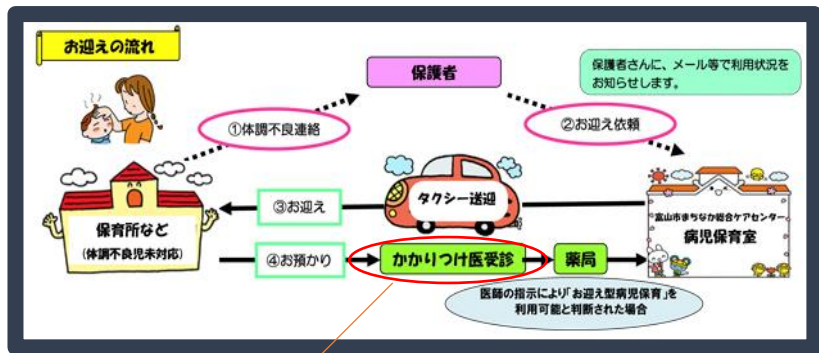 お迎えの流れ
保護者
保護者さんに、メール等で利用状況を
お知らせします。
①体調不良連絡
②お迎え依頼
③お迎え
タクシー送迎
保育所など
(体調不良児未対応)
富山市まちなか総合ケアセンター
病児保育室
④お預かり
かかりつけ医受診
薬局
医師の指示により「お迎え型病児保育」を
利用可能と判断された場合